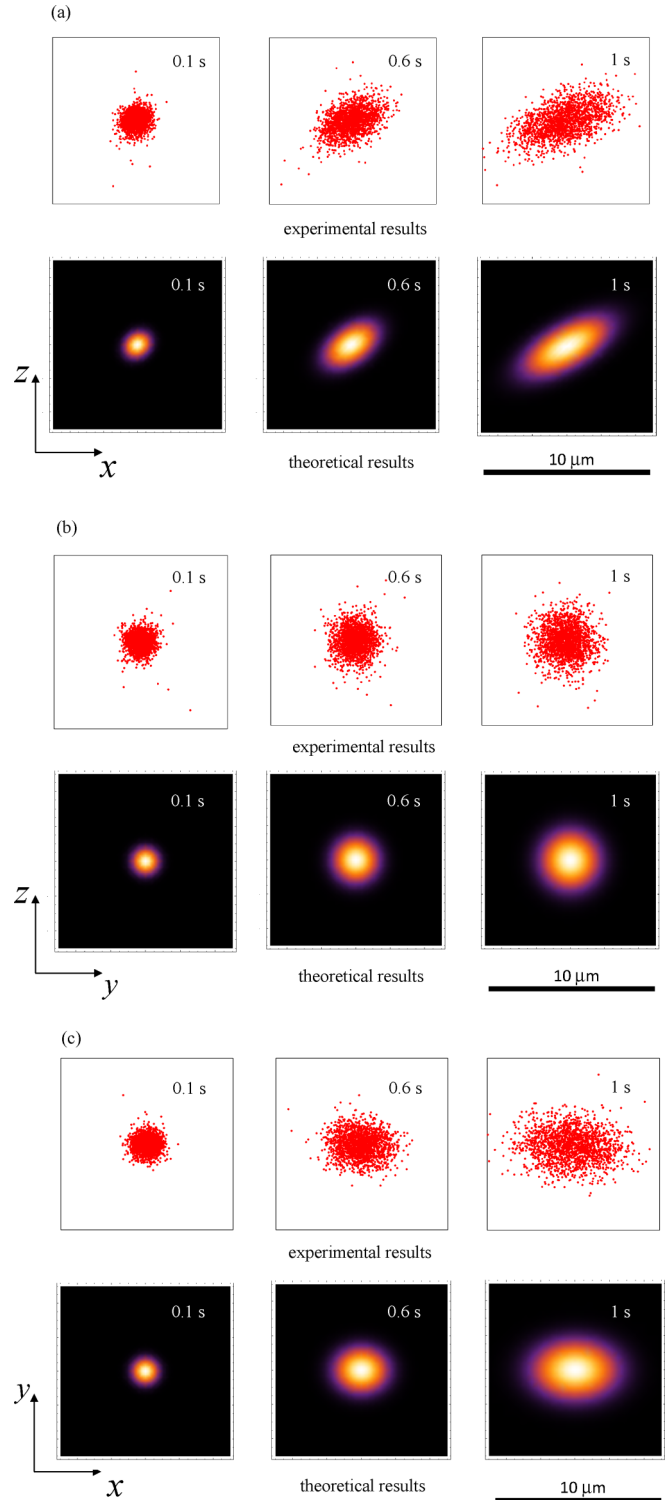 (a)
0.1 s 0.6 s 1 s
experimental results
0.1 s 0.6 s 1 s
z
x
theoretical results
10 μm
(b)
0.1 s 0.6 s 1 s
experimental results
0.1 s 0.6 s 1 s
z
y
theoretical results
10 μm
(c)
0.1 s 0.6 s 1 s
experimental results
0.1 s 0.6 s 1 s
y
x
theoretical results
10 μm